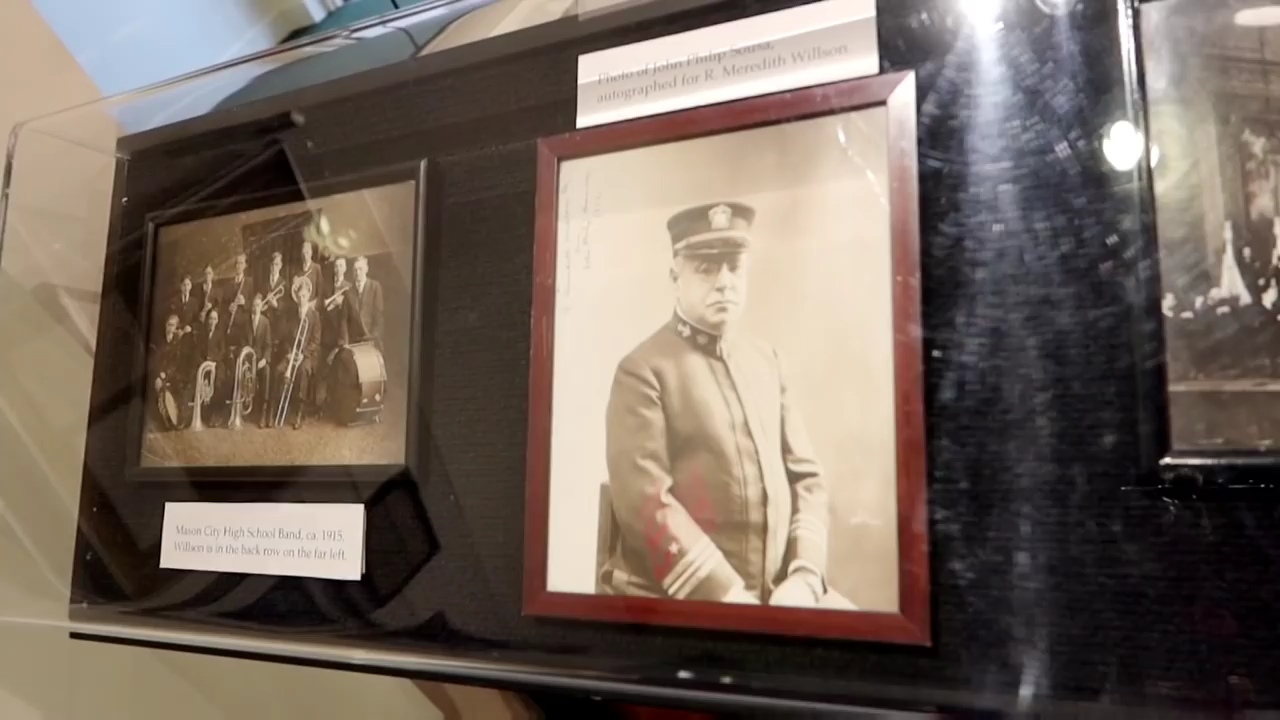 Photo of John Philip Sousa,
autographed for R. Meredith Willson.
Mason City High School Band, ca. 1915.
Willson is in the back row on the far left.